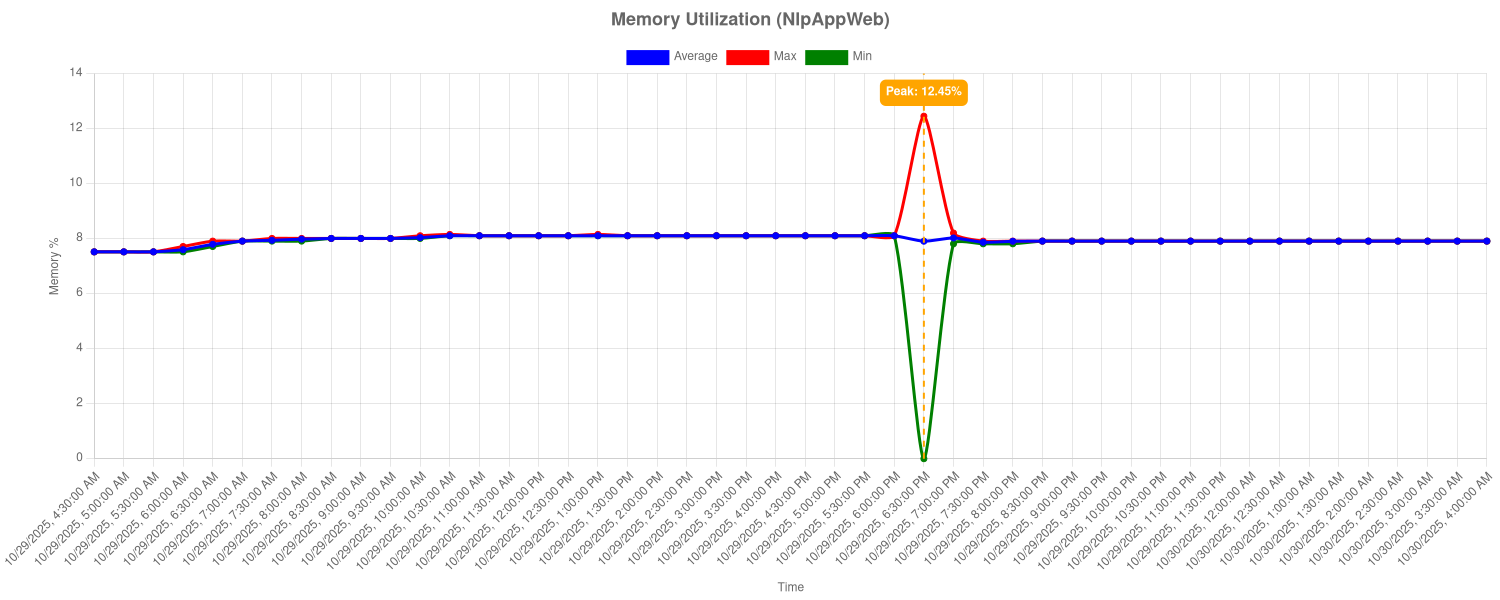 Memory Utilization (NlpAppWeb)
Average Max Min
Peak: 12.45%
14
12
10
8
6
4
2
0
Memory %
10/29/2025, 4:30:00 AM
10/29/2025, 5:00:00 AM
10/29/2025, 5:30:00 AM
10/29/2025, 6:00:00 AM
10/29/2025, 6:30:00 AM
10/29/2025, 7:00:00 AM
10/29/2025, 7:30:00 AM
10/29/2025, 8:00:00 AM
10/29/2025, 8:30:00 AM
10/29/2025, 9:00:00 AM
10/29/2025, 9:30:00 AM
10/29/2025, 10:00:00 AM
10/29/2025, 10:30:00 AM
10/29/2025, 11:00:00 AM
10/29/2025, 11:30:00 AM
10/29/2025, 12:00:00 PM
10/29/2025, 12:30:00 PM
10/29/2025, 1:00:00 PM
10/29/2025, 1:30:00 PM
10/29/2025, 2:00:00 PM
10/29/2025, 2:30:00 PM
10/29/2025, 3:00:00 PM
10/29/2025, 3:30:00 PM
10/29/2025, 4:00:00 PM
10/29/2025, 4:30:00 PM
10/29/2025, 5:00:00 PM
10/29/2025, 5:30:00 PM
10/29/2025, 6:00:00 PM
10/29/2025, 6:30:00 PM
10/29/2025, 7:00:00 PM
10/29/2025, 7:30:00 PM
10/29/2025, 8:00:00 PM
10/29/2025, 8:30:00 PM
10/29/2025, 9:00:00 PM
10/29/2025, 9:30:00 PM
10/29/2025, 10:00:00 PM
10/29/2025, 10:30:00 PM
10/29/2025, 11:00:00 PM
10/29/2025, 11:30:00 PM
10/30/2025, 12:00:00 AM
10/30/2025, 12:30:00 AM
10/30/2025, 1:00:00 AM
10/30/2025, 1:30:00 AM
10/30/2025, 2:00:00 AM
10/30/2025, 2:30:00 AM
10/30/2025, 3:00:00 AM
10/30/2025, 3:30:00 AM
10/30/2025, 4:00:00 AM
Time